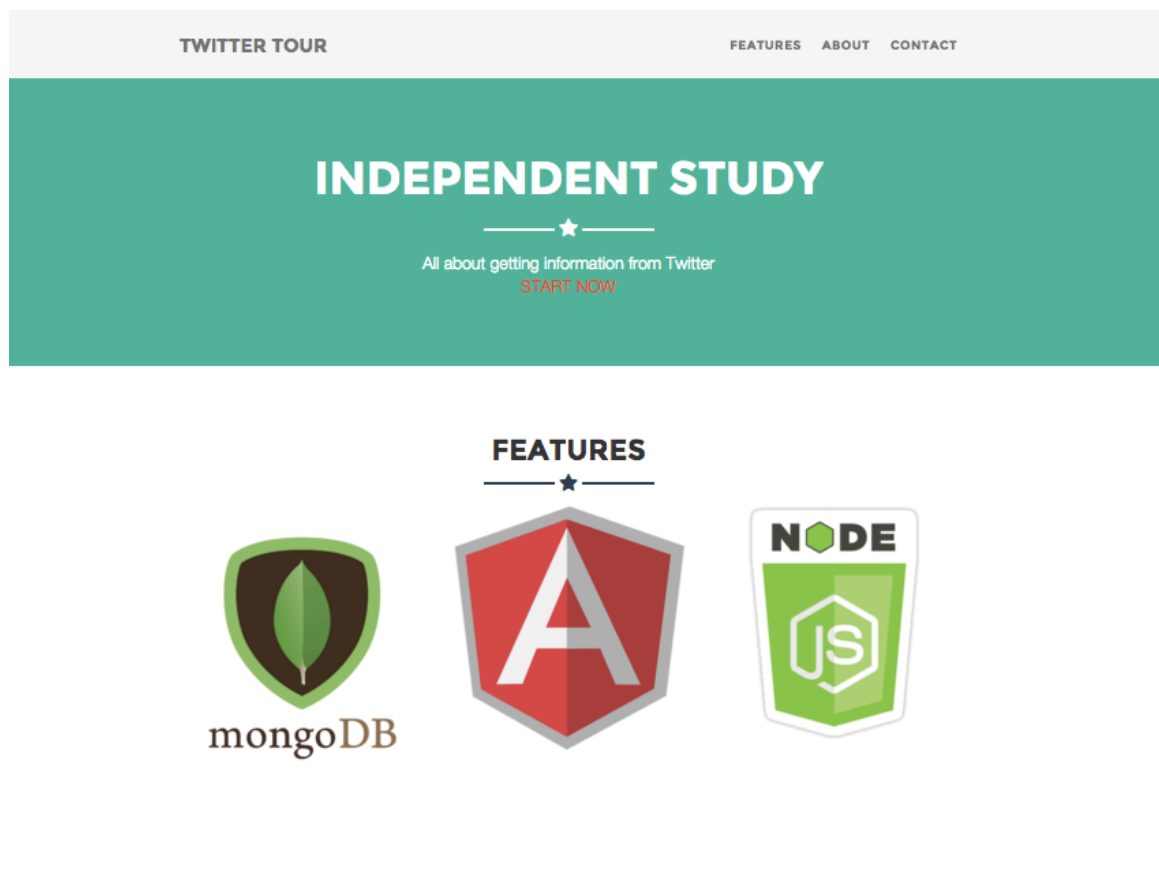 TWITTER TOUR
FEATURES ABOUT CONTACT
INDEPENDENT STUDY
All about getting information from Twitter
START NOW
FEATURES
mongoDB
A
NODE
JS